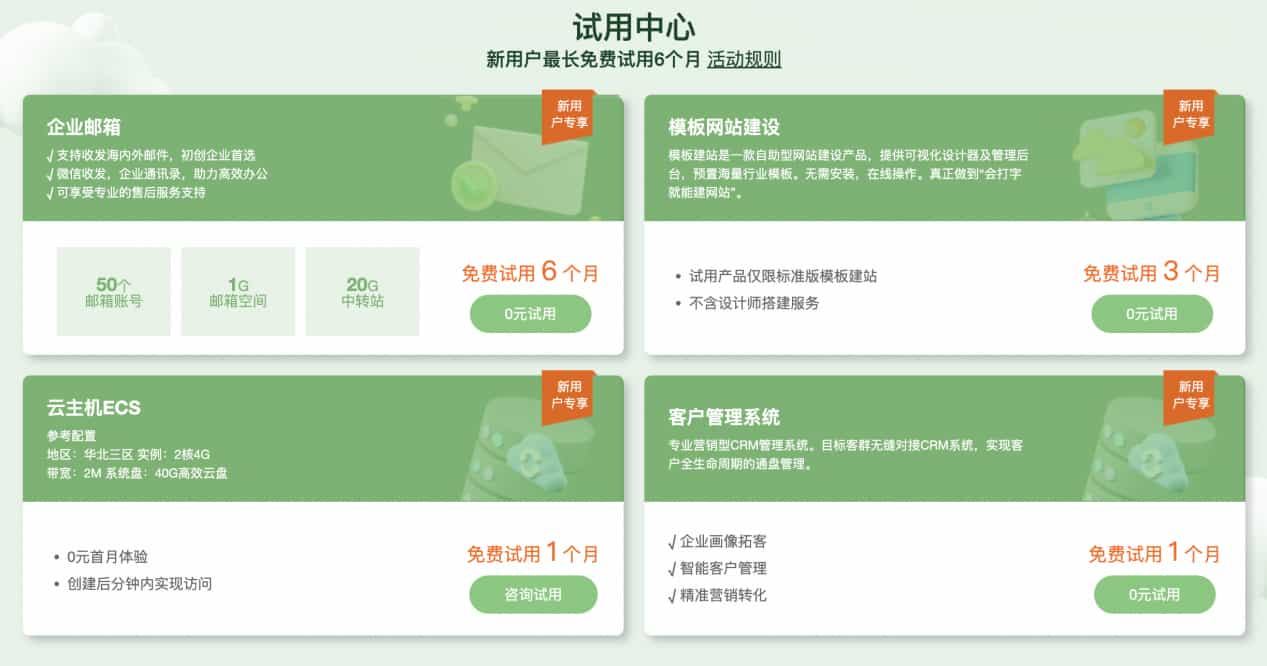 试用中心
新用户最长免费试用6个月 活动规则
新用
户专享
企业邮箱
√ 支持收发海内外邮件，初创企业首选
√ 微信收发，企业通讯录，助力高效办公
√ 可享受专业的售后服务支持
50个
邮箱账号
1G
邮箱空间
20G
中转站
免费试用 6 个月
0元试用
新用
户专享
模板网站建设
模板建站是一款自助型网站建设产品，提供可视化设计器及管理后
台，预置海量行业模板。无需安装，在线操作。真正做到"会打字
就能建网站"。
• 试用产品仅限标准版模板建站
• 不含设计师搭建服务
免费试用 3 个月
0元试用
新用
户专享
云主机ECS
参考配置
地区：华北三区 实例：2核4G
带宽：2M 系统盘：40G高效云盘
• 0元首月体验
• 创建后分钟内实现访问
免费试用 1 个月
咨询试用
新用
户专享
客户管理系统
专业营销型CRM管理系统。目标客群无缝对接CRM系统，实现客
户全生命周期的通盘管理。
√ 企业画像拓客
√ 智能客户管理
√ 精准营销转化
免费试用 1 个月
0元试用